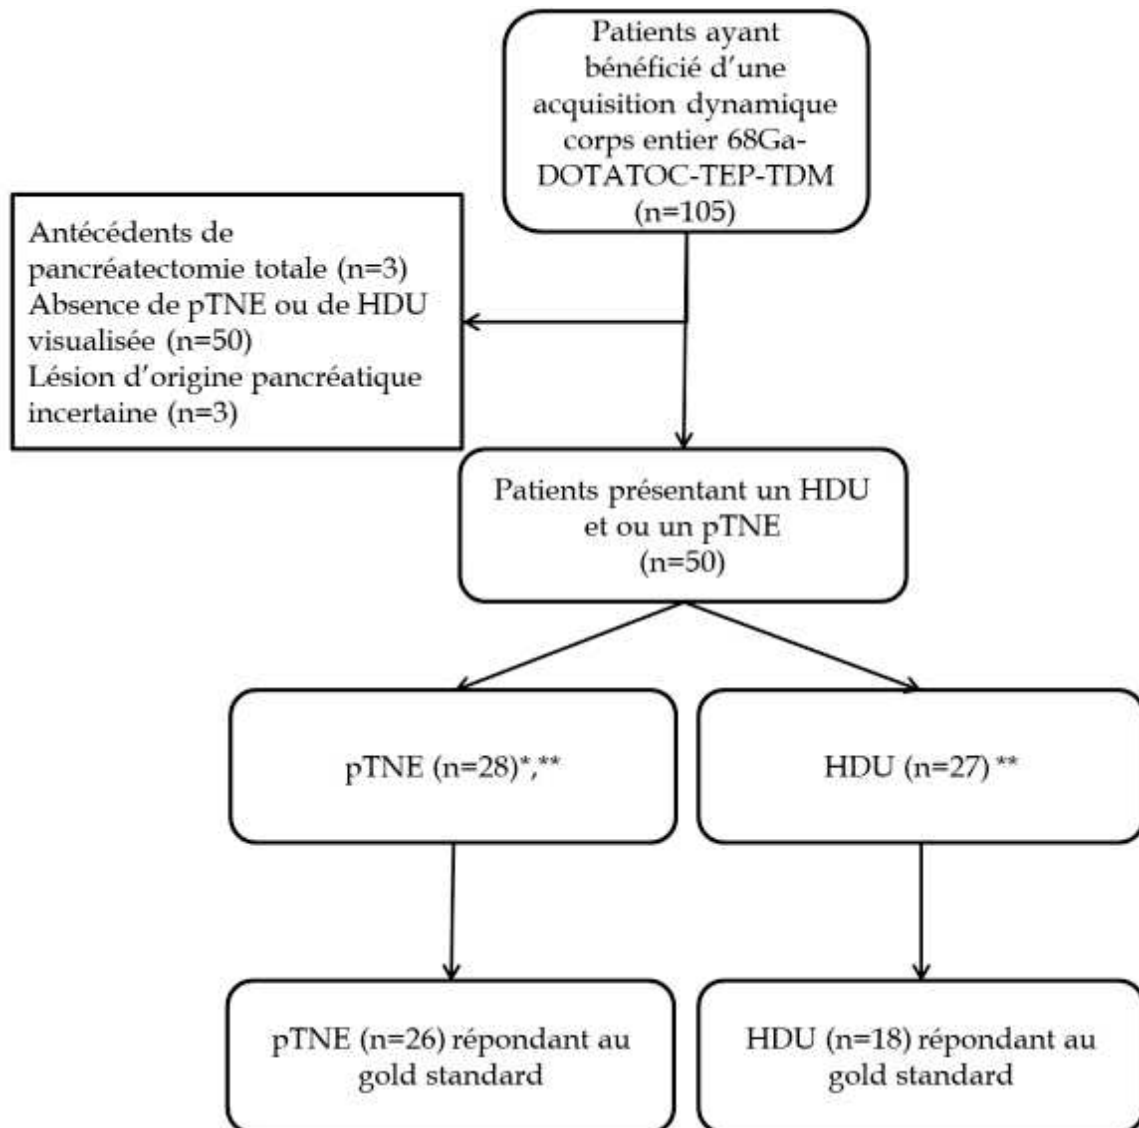 Patients ayant
bénéficié d'une
acquisition dynamique
corps entier 68Ga-
DOTATOC-TEP-TDM
(n=105)
Antécédents de
pancréatectomie totale (n=3)
Absence de pTNE ou de HDU
visualisée (n=50)
Lésion d'origine pancréatique
incertaine (n=3)
Patients présentant un HDU
et ou un pTNE
(n=50)
pTNE (n=28)*,**
HDU (n=27) **
pTNE (n=26) répondant au
gold standard
HDU (n=18) répondant au
gold standard